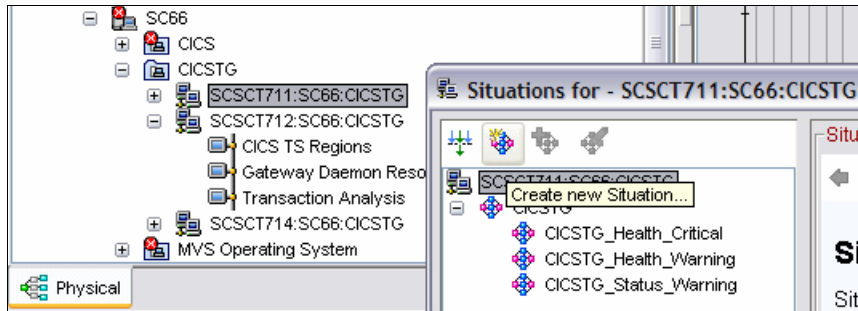 SC66
CICS
CICSTG
SCSCT711:SC66:CICSTG
SCSCT712:SC66:CICSTG
CICS TS Regions
Gateway Daemon Reso
Transaction Analysis
SCSCT714:SC66:CICSTG
MVS Operating System
Physical
Situations for - SCSCT711:SC66:CICSTG
Create new Situation...
CICSTG
CICSTG_Health_Critical
CICSTG_Health_Warning
CICSTG_Status_Warning
Situ
Si
Sit